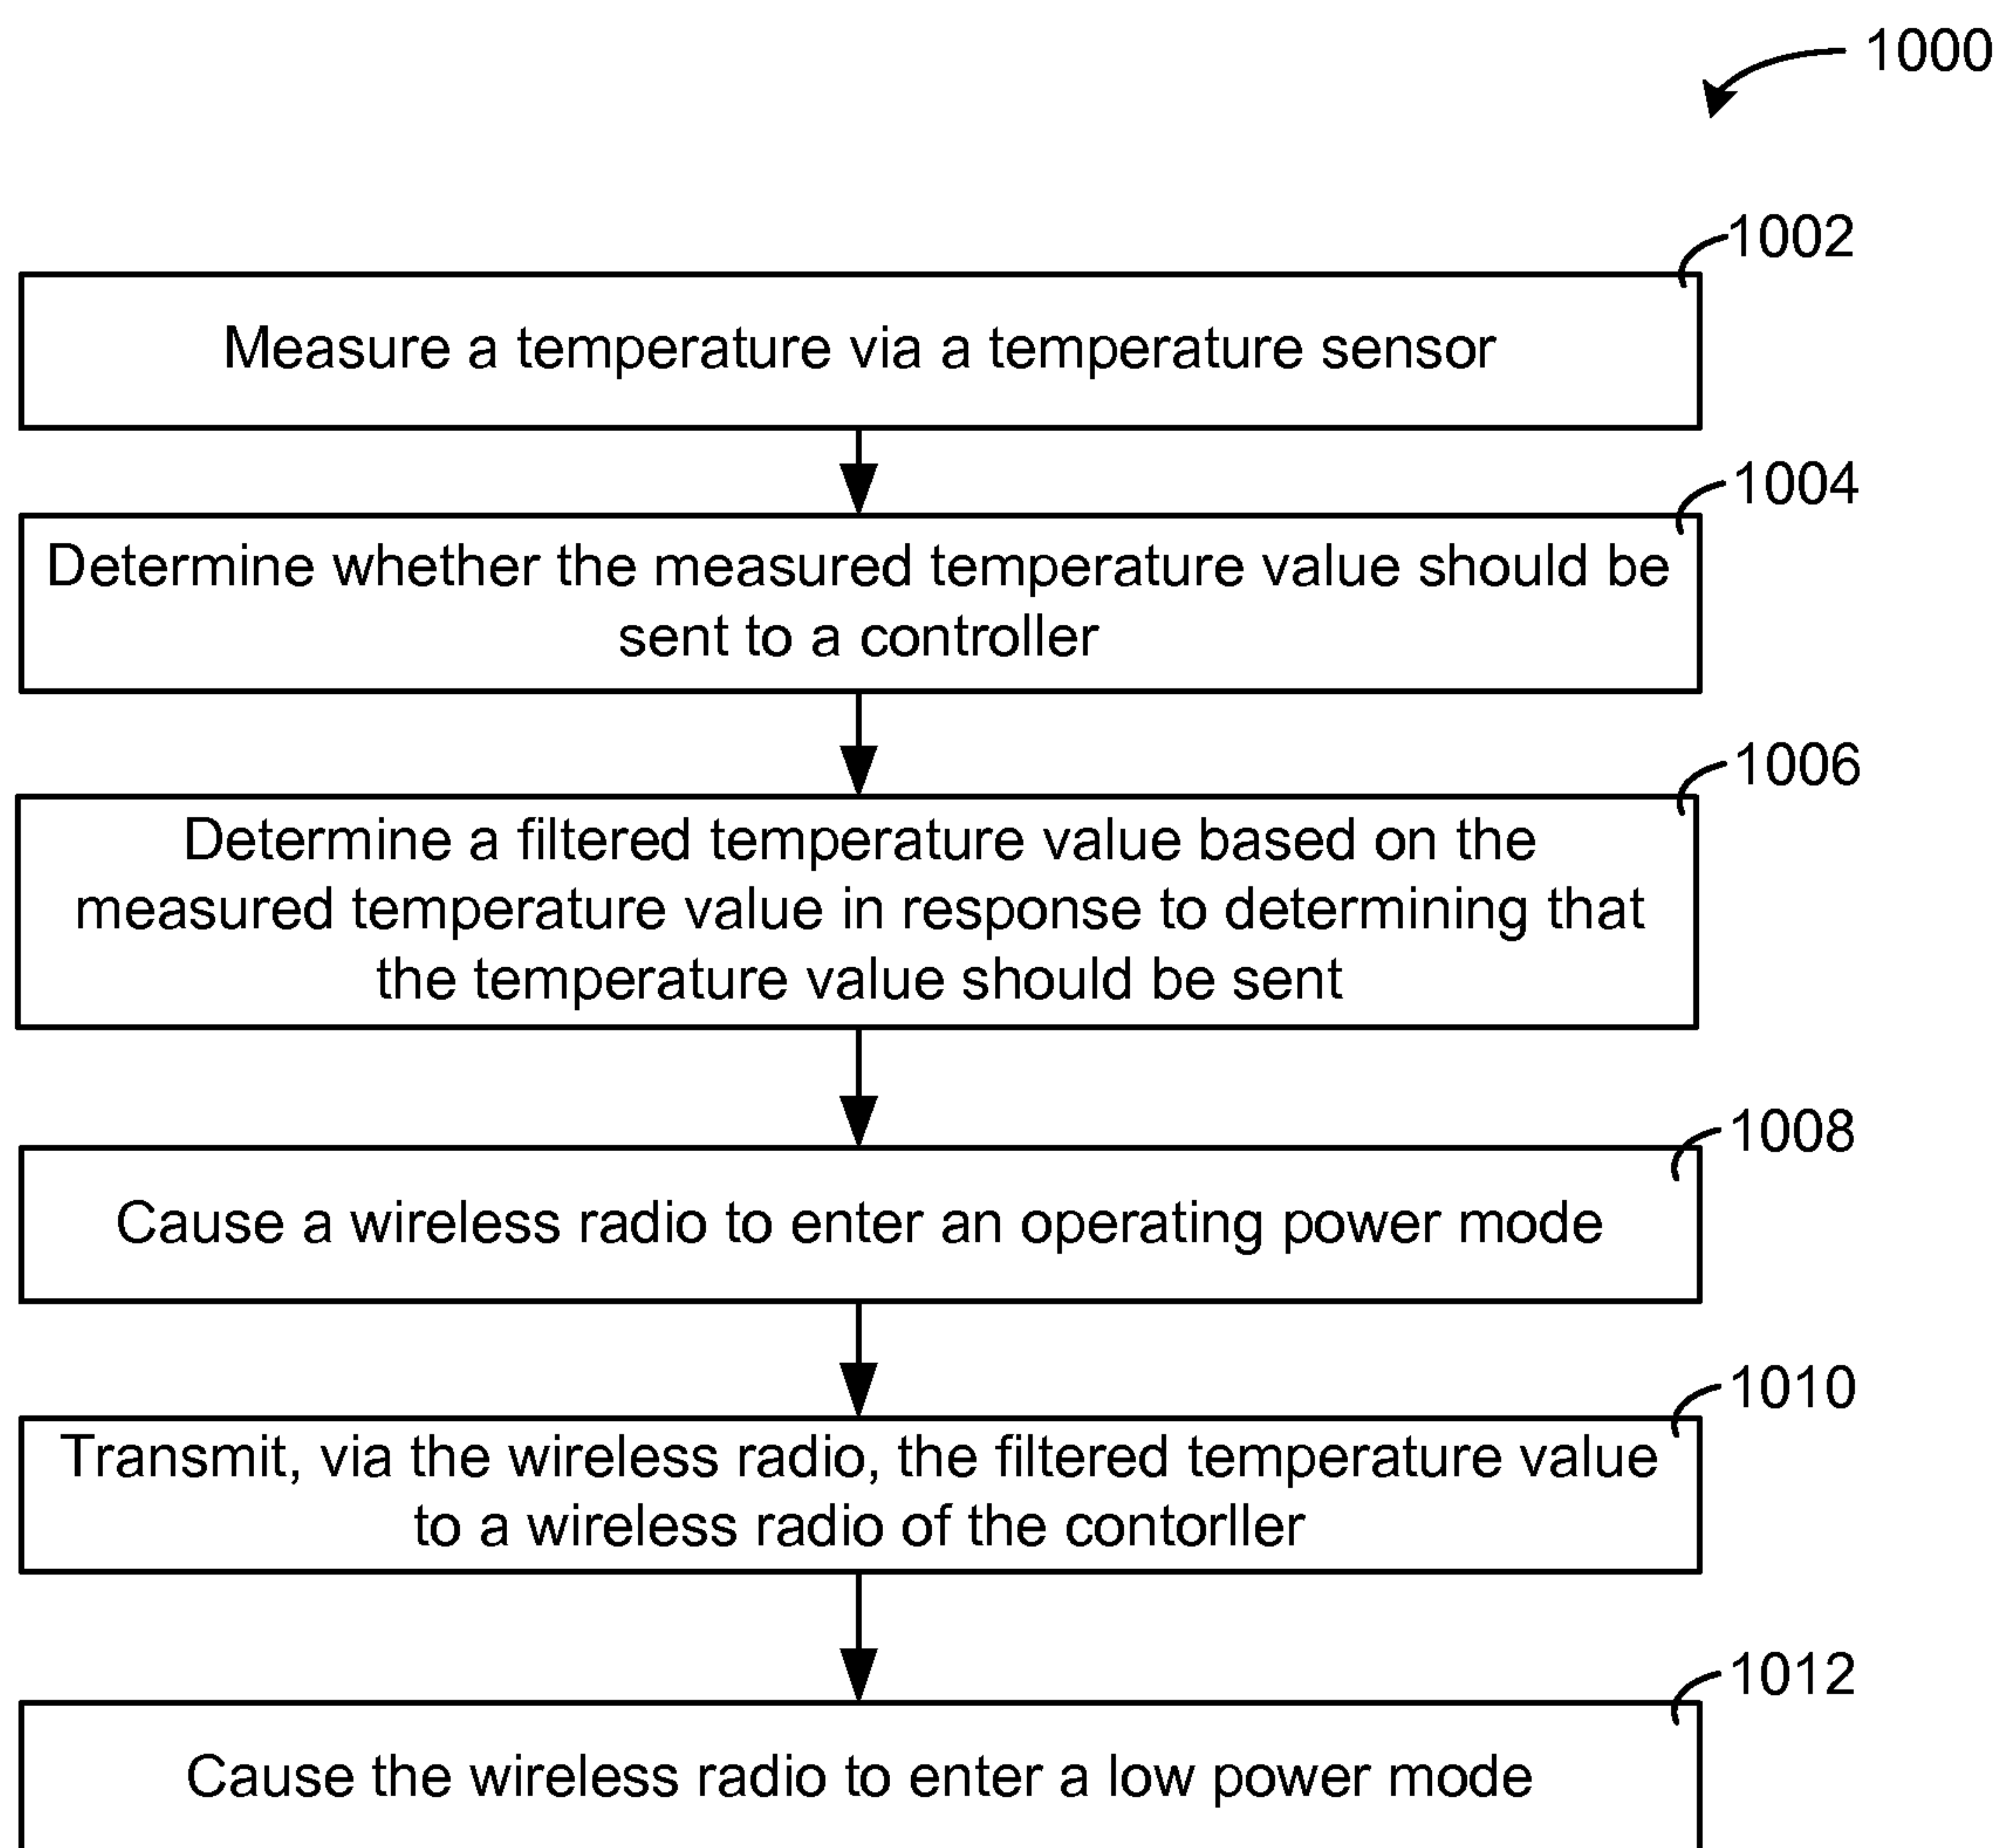 1000
1002
Measure a temperature via a temperature sensor
1004
Determine whether the measured temperature value should be
sent to a controller
1006
Determine a filtered temperature value based on the
measured temperature value in response to determining that
the temperature value should be sent
1008
Cause a wireless radio to enter an operating power mode
1010
Transmit, via the wireless radio, the filtered temperature value
to a wireless radio of the contorller
1012
Cause the wireless radio to enter a low power mode